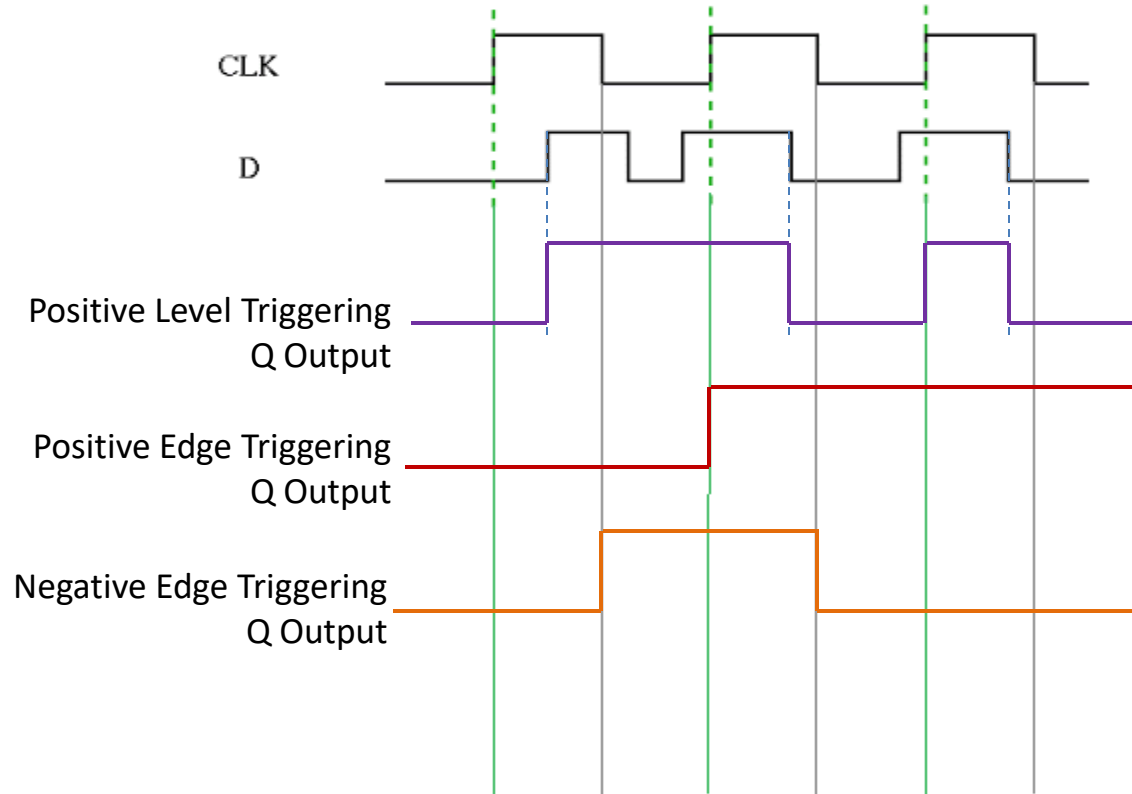 CLK
D
Positive Level Triggering
Q Output
Positive Edge Triggering
Q Output
Negative Edge Triggering
Q Output